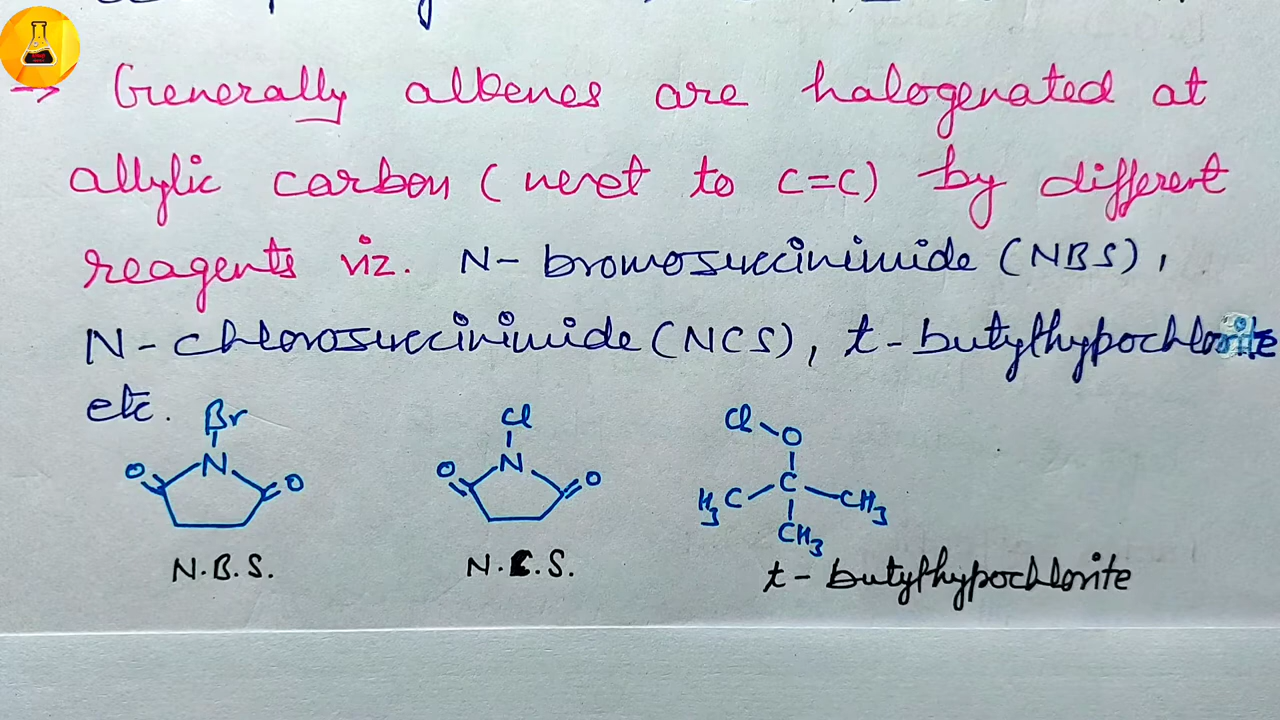 Generally alkenes are halogenated at
allylic carbon (next to C=C) by different
reagents viz. N-bromosuccinimide (NBS),
N-chlorosuccinimide (NCS), t-butylhypochlorite
etc.
Br
N
O
O
N.B.S.
Cl
N
O
O
N.C.S.
Cl
O
H3C
C
CH3
CH3
t-butylhypochlorite